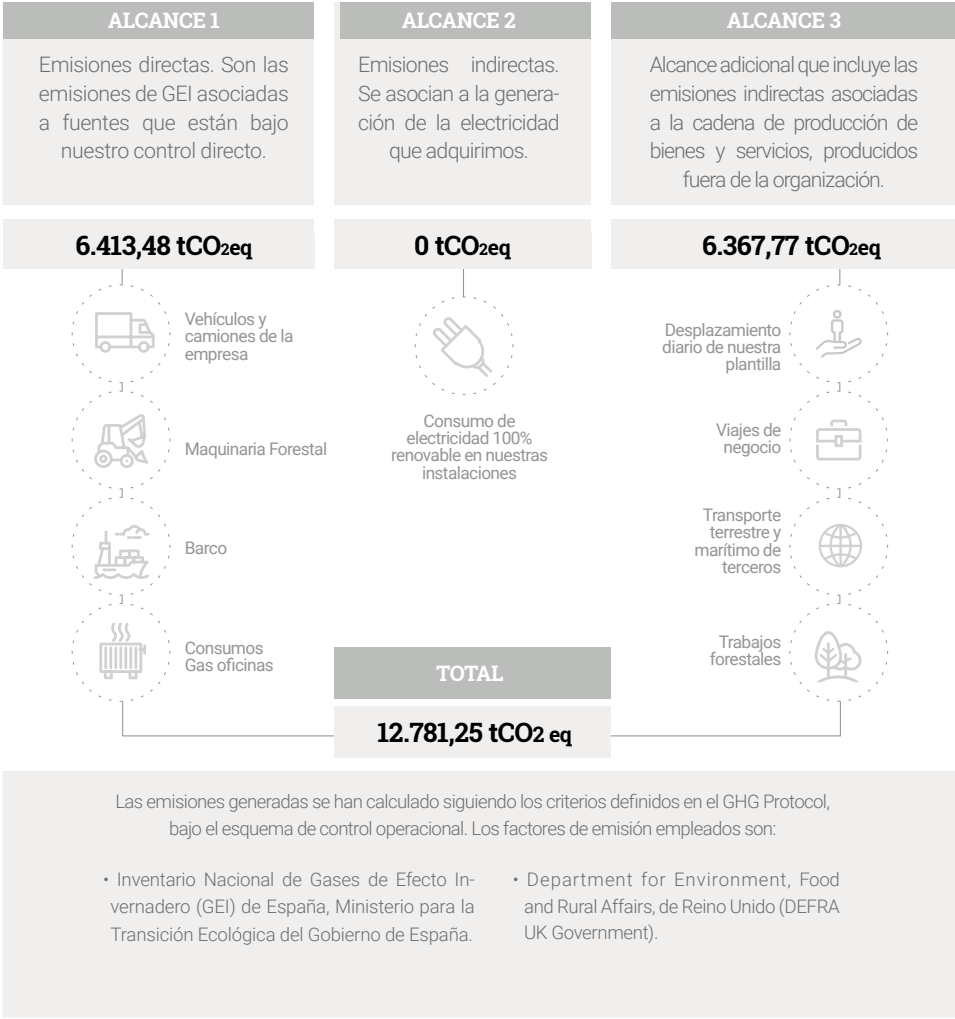 ALCANCE 1
Emisiones directas. Son las
emisiones de GEI asociadas
a fuentes que están bajo
nuestro control directo.
6.413,48 tCO2eq
Vehículos y
camiones de la
empresa
Maquinaria Forestal
Barco
Consumos
Gas oficinas
ALCANCE 2
Emisiones indirectas.
Se asocian a la genera-
ción de la electricidad
que adquirimos.
0 tCO2eq
Consumo de
electricidad 100%
renovable en nuestras
instalaciones
ALCANCE 3
Alcance adicional que incluye las
emisiones indirectas asociadas
a la cadena de producción de
bienes y servicios, producidos
fuera de la organización.
6.367,77 tCO2eq
Desplazamiento
diario de nuestra
plantilla
Viajes de
negocio
Transporte
terrestre y
marítimo de
terceros
Trabajos
forestales
TOTAL
12.781,25 tCO2 eq
Las emisiones generadas se han calculado siguiendo los criterios definidos en el GHG Protocol,
bajo el esquema de control operacional. Los factores de emisión empleados son:
• Inventario Nacional de Gases de Efecto In-
vernadero (GEI) de España, Ministerio para la
Transición Ecológica del Gobierno de España.
• Department for Environment, Food
and Rural Affairs, de Reino Unido (DEFRA
UK Government).